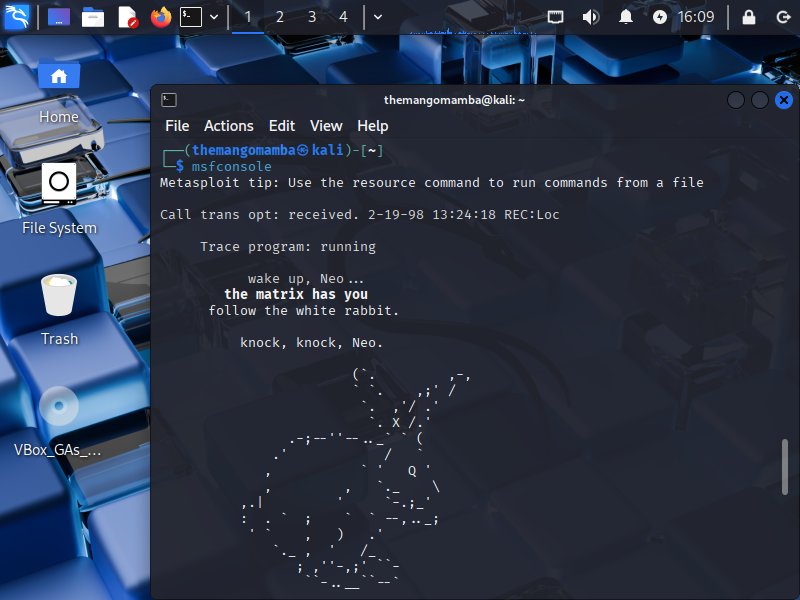 1 2 3 4
16:09
Home
File System
Trash
VBox_GAs_...
themangomamba@kali: ~
File Actions Edit View Help
┌──(themangomamba㉿kali)-[~]
└─$ msfconsole
Metasploit tip: Use the resource command to run commands from a file
Call trans opt: received. 2-19-98 13:24:18 REC:Loc
Trace program: running
wake up, Neo...
the matrix has you
follow the white rabbit.
knock, knock, Neo.
(`.         ,-,
` `.    ,;' /
`.  ,'/ .'
`. X /.'
.-;--''--.._` ` (
.'            /   `
,           ` '   Q '
,         ,   `._    \
,.|         '     `-.;_'
:  . `  ;    `  ` --,.._;
' `    ,   )   .'
`._ ,  '   /_
; ,''-,;' ``-
``-..__``--`